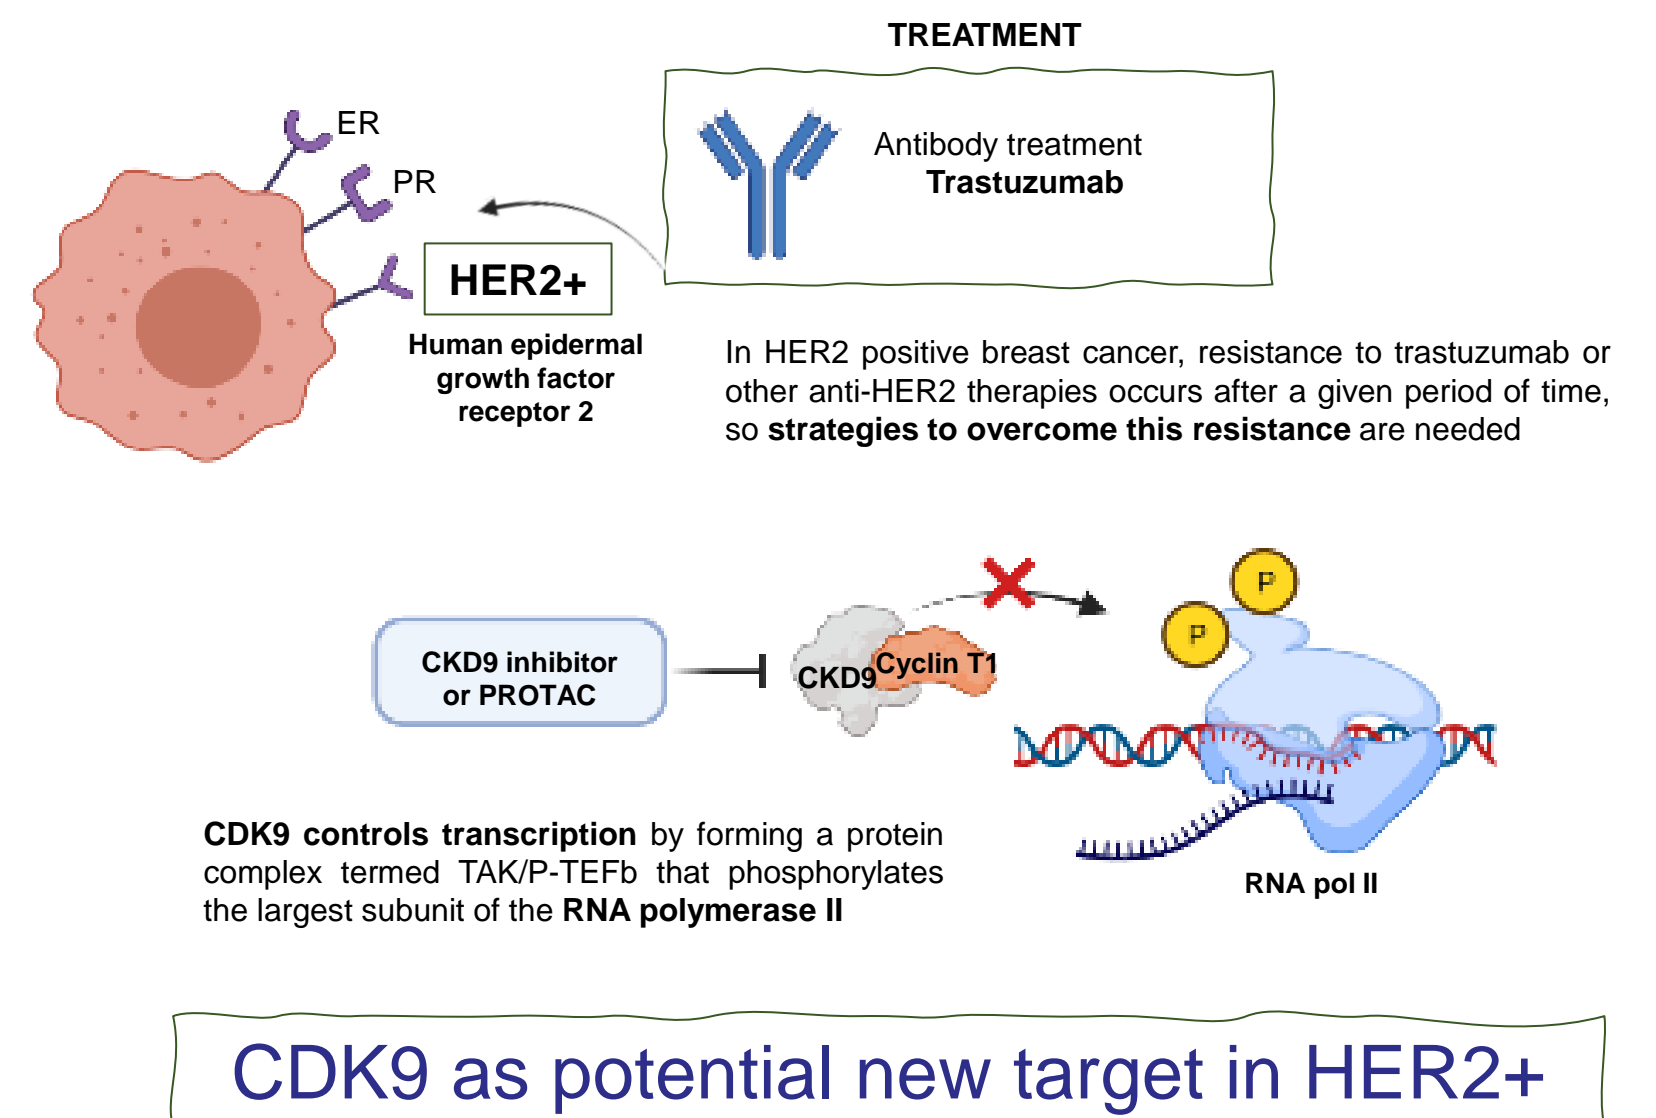 TREATMENT
ER
PR
Antibody treatment
Trastuzumab
HER2+
Human epidermal
growth factor
receptor 2
In HER2 positive breast cancer, resistance to trastuzumab or
other anti-HER2 therapies occurs after a given period of time,
so strategies to overcome this resistance are needed
P
P
CKD9 inhibitor
or PROTAC
CKD9
Cyclin T1
CDK9 controls transcription by forming a protein
complex termed TAK/P-TEFb that phosphorylates
the largest subunit of the RNA polymerase II
RNA pol II
CDK9 as potential new target in HER2+